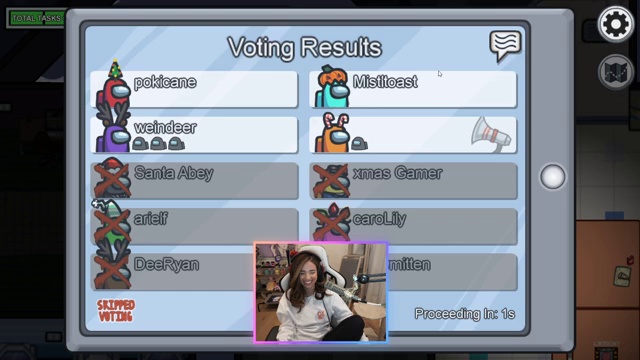 TOTAL TASKS
Voting Results
pokicane
Mistitoast
weindeer
Santa Abey
xmas Gamer
arielf
caroLily
DeeRyan
mitten
SKIPPED
VOTING
Proceeding In: 1s